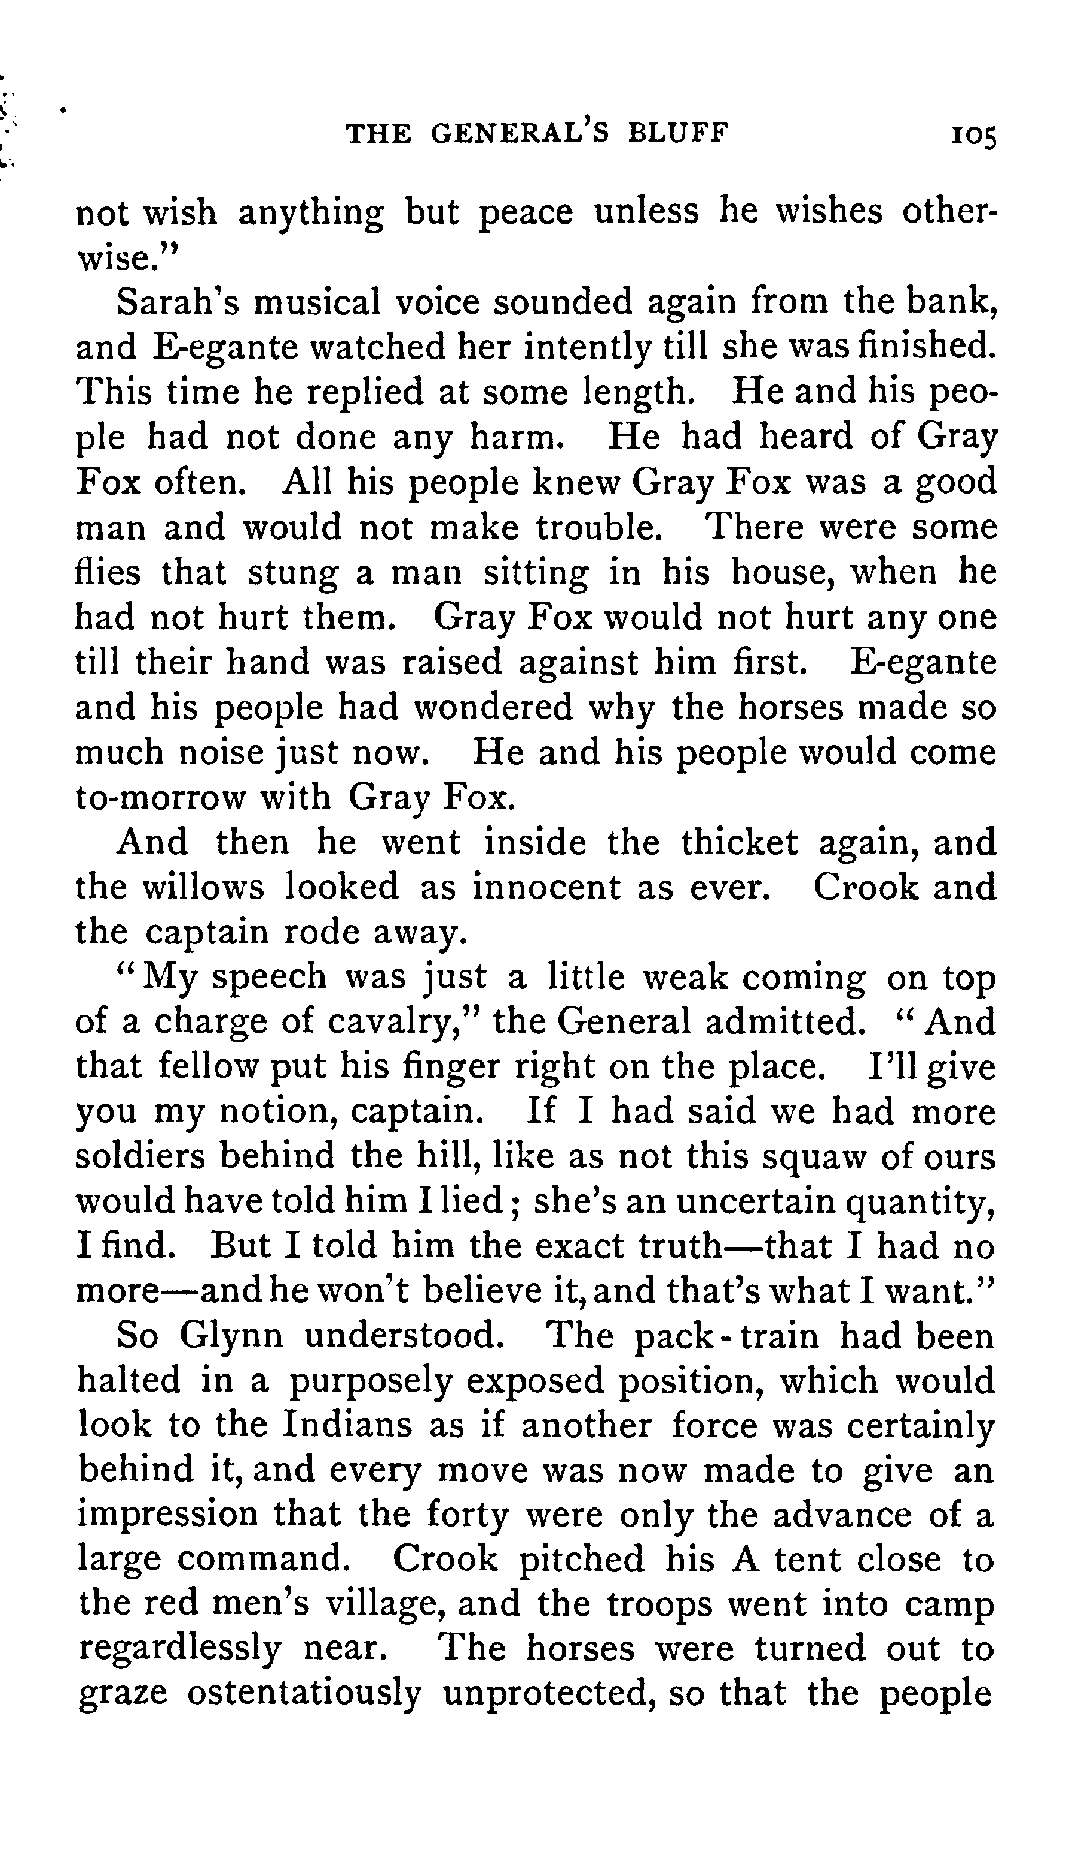 THE GENERAL'S BLUFF 105
not wish anything but peace unless he wishes other-
wise."
Sarah's musical voice sounded again from the bank,
and E-egante watched her intently till she was finished.
This time he replied at some length. He and his peo-
ple had not done any harm. He had heard of Gray
Fox often. All his people knew Gray Fox was a good
man and would not make trouble. There were some
flies that stung a man sitting in his house, when he
had not hurt them. Gray Fox would not hurt any one
till their hand was raised against him first. E-egante
and his people had wondered why the horses made so
much noise just now. He and his people would come
to-morrow with Gray Fox.
And then he went inside the thicket again, and
the willows looked as innocent as ever. Crook and
the captain rode away.
"My speech was just a little weak coming on top
of a charge of cavalry," the General admitted. "And
that fellow put his finger right on the place. I'll give
you my notion, captain. If I had said we had more
soldiers behind the hill, like as not this squaw of ours
would have told him I lied; she's an uncertain quantity,
I find. But I told him the exact truth—that I had no
more—and he won't believe it, and that's what I want."
So Glynn understood. The pack-train had been
halted in a purposely exposed position, which would
look to the Indians as if another force was certainly
behind it, and every move was now made to give an
impression that the forty were only the advance of a
large command. Crook pitched his A tent close to
the red men's village, and the troops went into camp
regardlessly near. The horses were turned out to
graze ostentatiously unprotected, so that the people